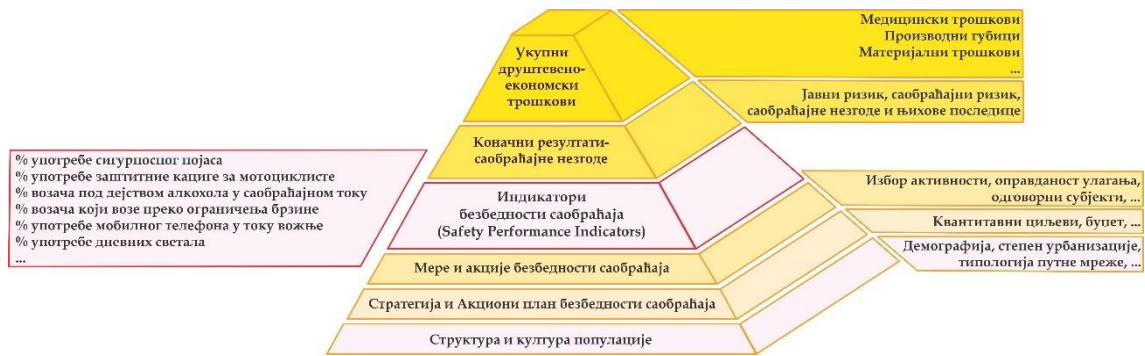 Медицински трошкови
Производни губици
Материјални трошкови
...
Укупни
друштвено-
економски
трошкови
Јавни ризик, саобраћајни ризик,
саобраћајне незгоде и њихове последице
Коначни резултати-
саобраћајне незгоде
% употребе сигурносног појаса
% употребе заштитне кациге за мотоциклисте
% возача под дејством алкохола у саобраћајном току
% возача који возе преко ограничења брзине
% употребе мобилног телефона у току вожње
% употребе дневних светала
...
Индикатори
безбедности саобраћаја
(Safety Performance Indicators)
Избор активности, оправданост улагања,
одговорни субјекти, ...
Мере и акције безбедности саобраћаја
Квантитавни циљеви, буџет, ...
Стратегија и Акциони план безбедности саобраћаја
Демографија, степен урбанизације,
типологија путне мреже, ...
Структура и култура популације